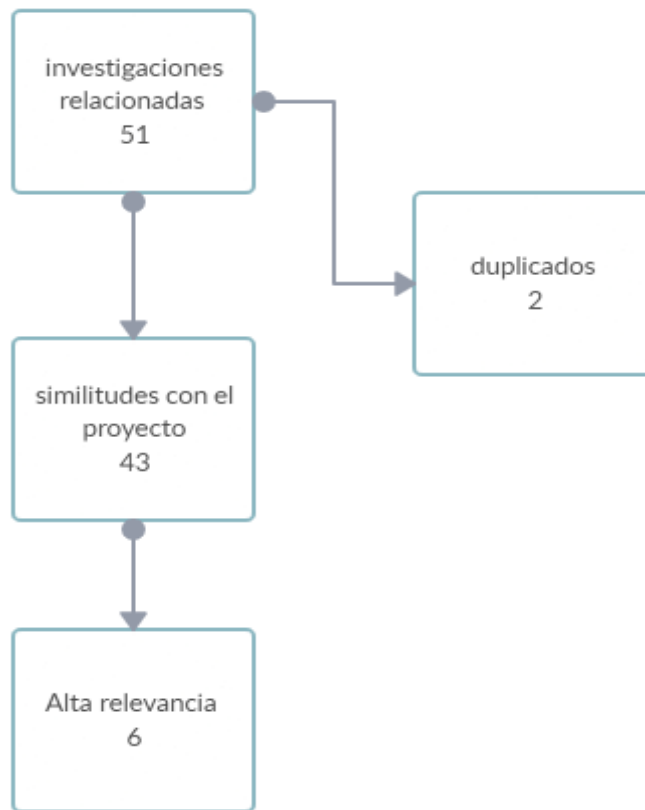 investigaciones
relacionadas
51
duplicados
2
similitudes con el
proyecto
43
Alta relevancia
6